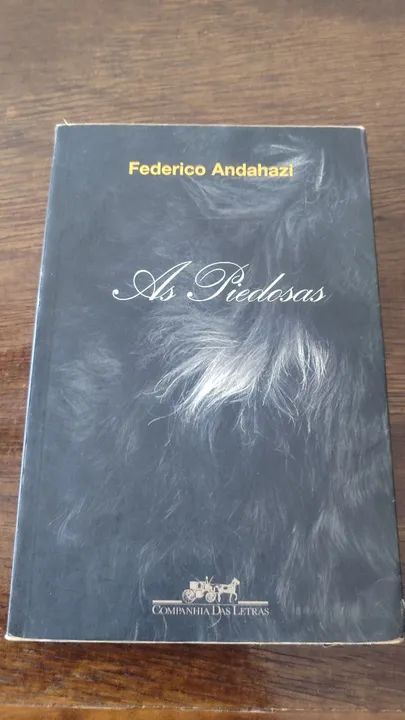 Federico Andahazi
As Piedosas
COMPANHIA DAS LETRAS